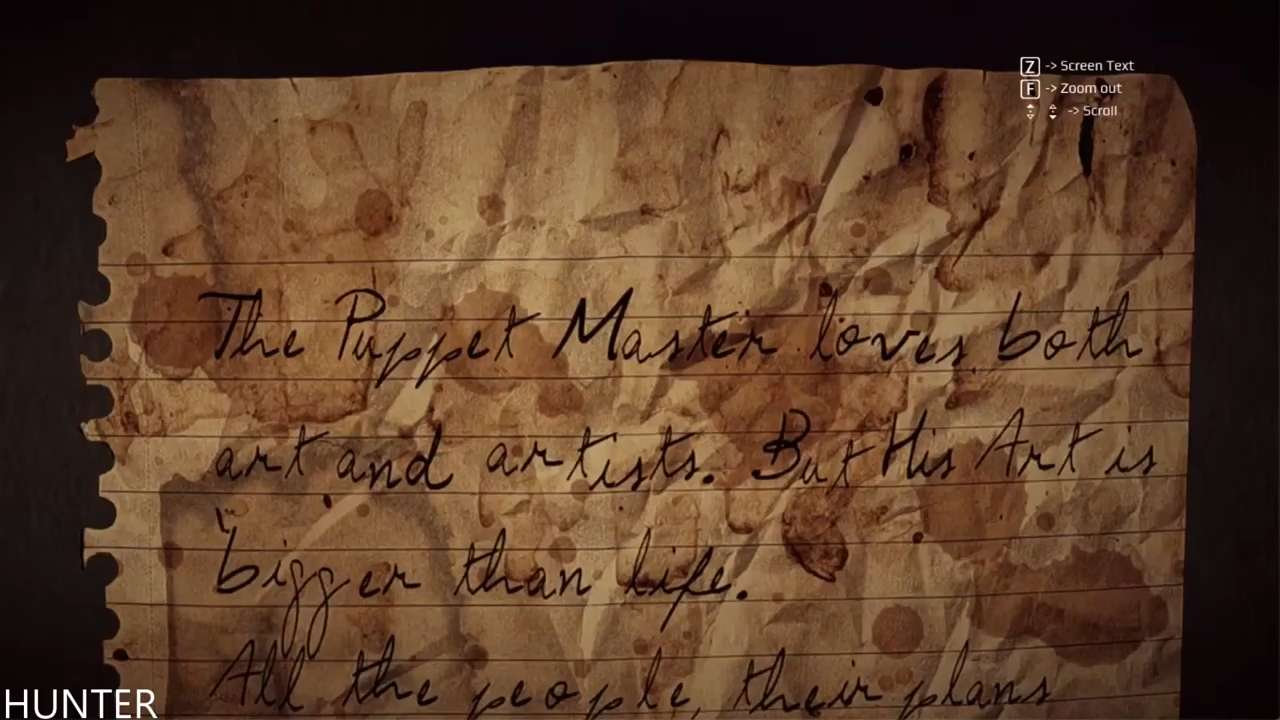 Z -> Screen Text
F -> Zoom out
-> Scroll
The Puppet Master loves both
art and artists. But His Art is
bigger than life.
All the people, their plans
HUNTER